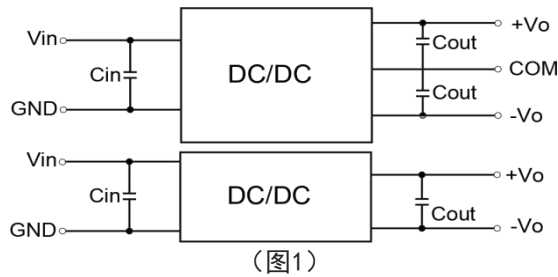 Vin
Cin
GND
DC/DC
Cout
Cout
+Vo
COM
-Vo
Vin
Cin
GND
DC/DC
Cout
+Vo
-Vo
（图1）